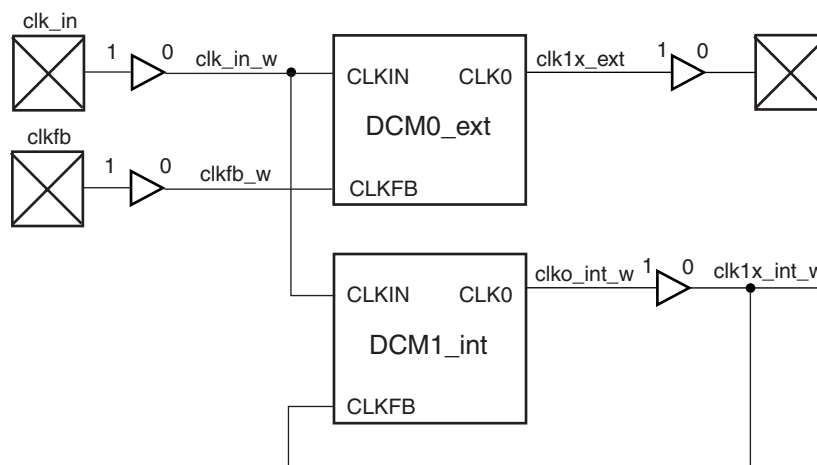 clk_in
1 0 clk_in_w
CLKIN CLK0
DCM0_ext
CLKFB
clk1x_ext 1 0
clkfb
1 0 clkfb_w
CLKIN CLK0
DCM1_int
CLKFB
clko_int_w 1 0 clk1x_int_w